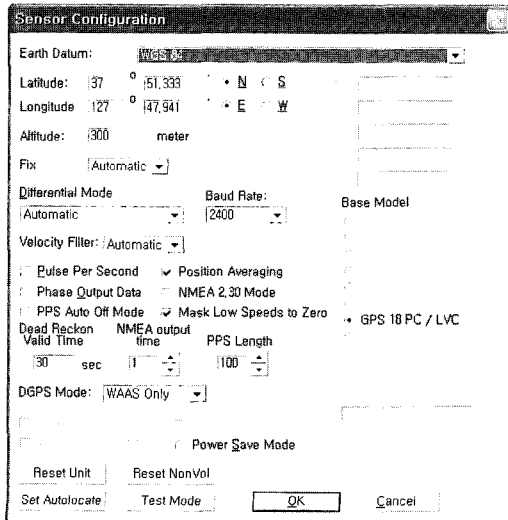 Sensor Configuration
Earth Datum: WGS 84
Latitude: 37 o 51,333 ' N S
Longitude 127 o 47,941 ' E W
Altitude: 300 meter
Fix Automatic
Differential Mode Baud Rate: Base Model
Automatic 2400
Velocity Filter: Automatic
Pulse Per Second Position Averaging
Phase Output Data NMEA 2,30 Mode
PPS Auto Off Mode Mask Low Speeds to Zero
GPS 18 PC / LVC
Dead Reckon NMEA output
Valid Time time PPS Length
30 sec 1 100
DGPS Mode: WAAS Only
Power Save Mode
Reset Unit Reset NonVol
Set Autolocate Test Mode OK Cancel